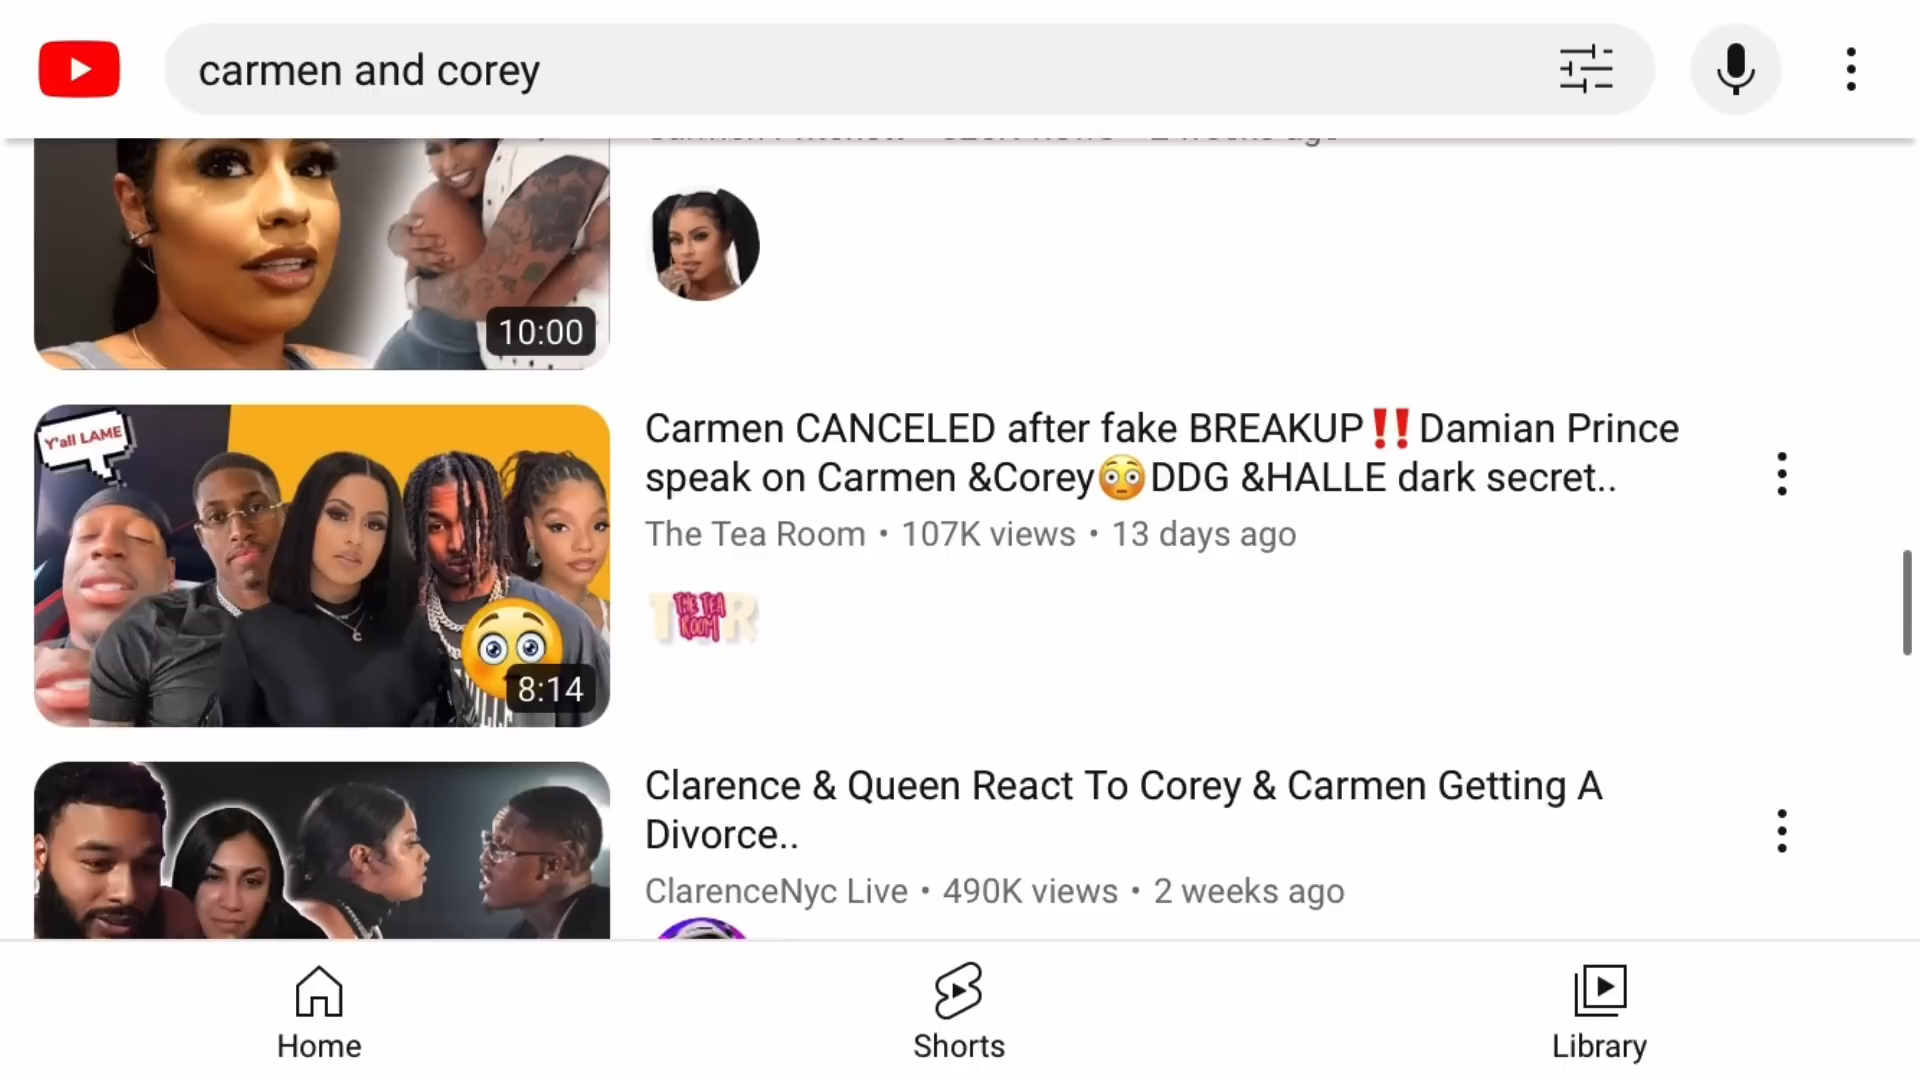 carmen and corey
10:00
Y'all LAME
Carmen CANCELED after fake BREAKUP‼️Damian Prince
speak on Carmen &Corey😳DDG &HALLE dark secret..
The Tea Room • 107K views • 13 days ago
THE TEA
ROOM
8:14
Clarence & Queen React To Corey & Carmen Getting A
Divorce..
ClarenceNyc Live • 490K views • 2 weeks ago
Home
Shorts
Library